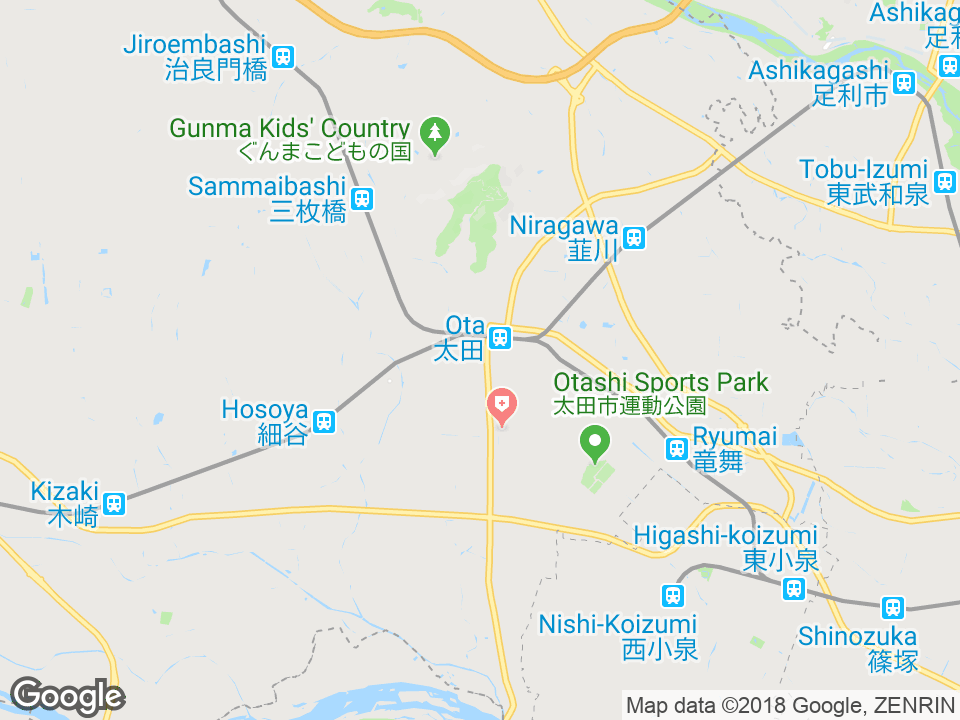 Ashikag
足利
Jiroembashi
治良門橋
Ashikagashi
足利市
Gunma Kids' Country
ぐんまこどもの国
Tobu-Izumi
東武和泉
Sammaibashi
三枚橋
Niragawa
韮川
Ota
太田
Otashi Sports Park
太田市運動公園
Hosoya
細谷
Ryumai
竜舞
Kizaki
木崎
Higashi-koizumi
東小泉
Nishi-Koizumi
西小泉
Shinozuka
篠塚
Google
Map data ©2018 Google, ZENRIN